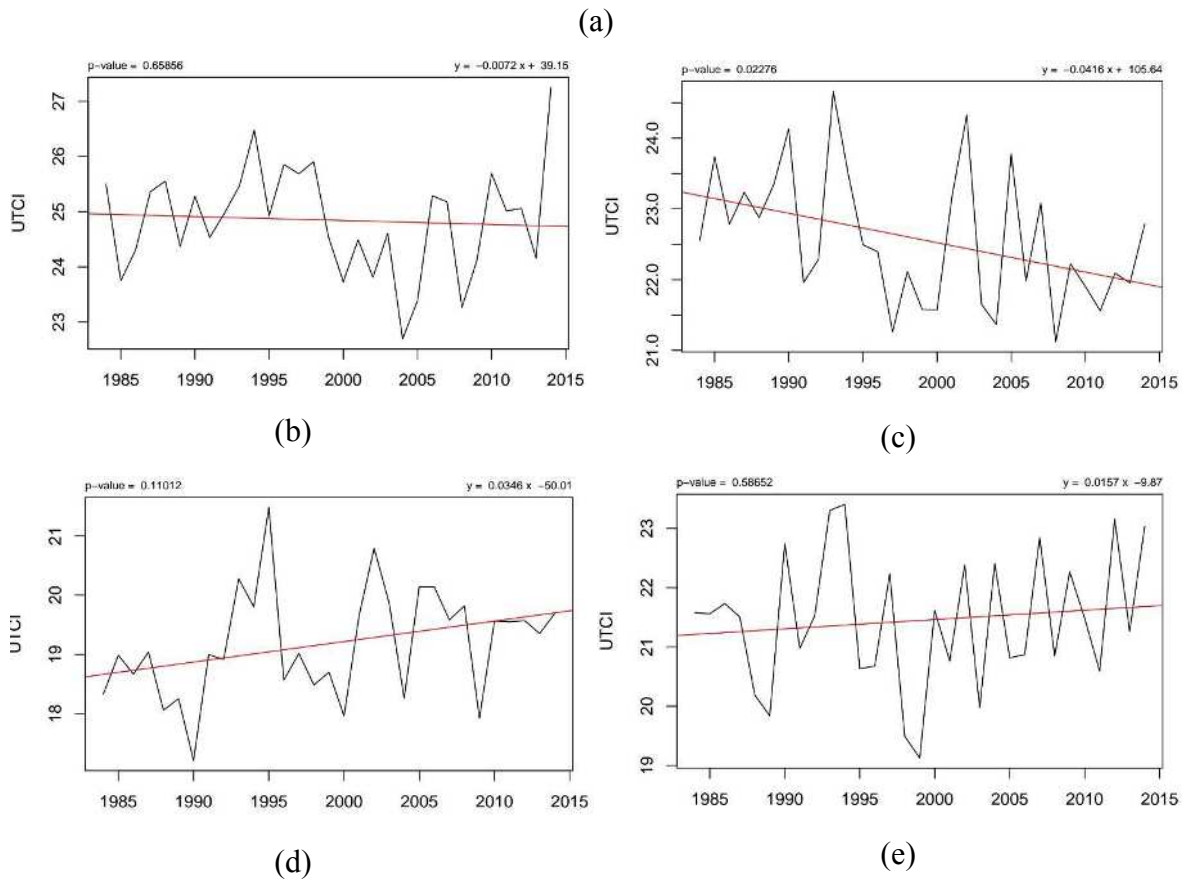 (a)
p-value = 0.65856 y = -0.0072 x + 39.15
UTCI
27
26
25
24
23
1985 1990 1995 2000 2005 2010 2015
(b)
p-value = 0.02276 y = -0.0416 x + 105.64
UTCI
24.0
23.0
22.0
21.0
1985 1990 1995 2000 2005 2010 2015
(c)
p-value = 0.11012 y = 0.0346 x -50.01
UTCI
21
20
19
18
1985 1990 1995 2000 2005 2010 2015
(d)
p-value = 0.58652 y = 0.0157 x -9.87
UTCI
23
22
21
20
19
1985 1990 1995 2000 2005 2010 2015
(e)